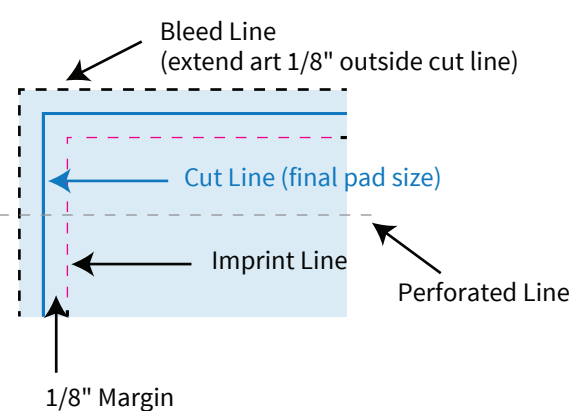 Bleed Line
(extend art 1/8" outside cut line)
Cut Line (final pad size)
Imprint Line
Perforated Line
1/8" Margin